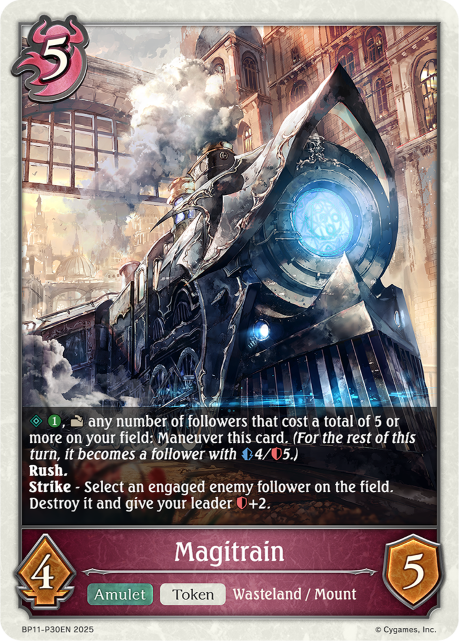 5
1, any number of followers that cost a total of 5 or
more on your field: Maneuver this card. (For the rest of this
turn, it becomes a follower with 4/5.)
Rush.
Strike - Select an engaged enemy follower on the field.
Destroy it and give your leader +2.
Magitrain
4
5
Amulet Token Wasteland / Mount
BP11-P30EN 2025 © Cygames, Inc.